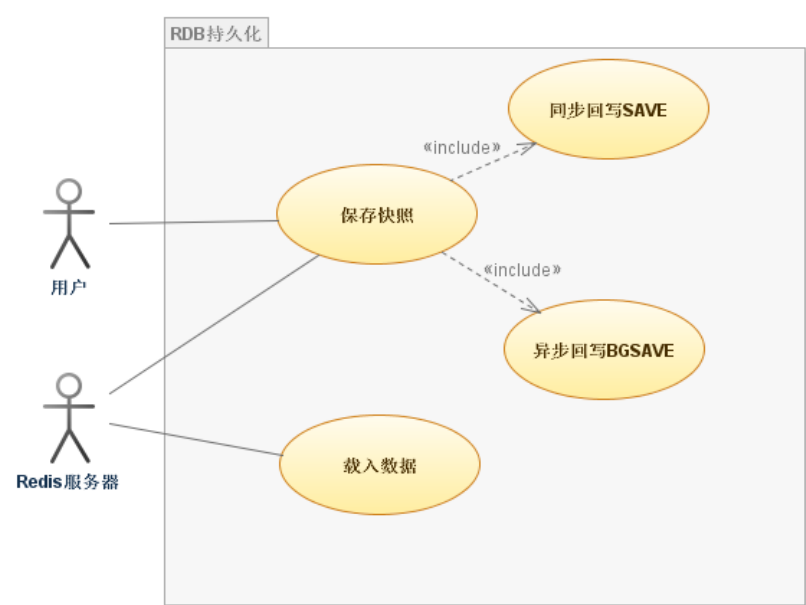 RDB持久化
同步回写SAVE
«include»
保存快照
用户
«include»
异步回写BGSAVE
Redis服务器
载入数据